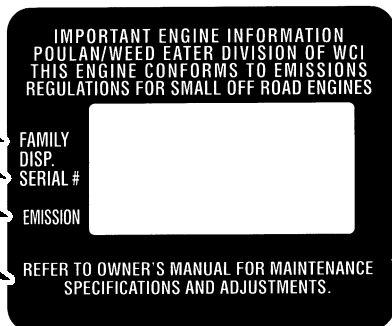 IMPORTANT ENGINE INFORMATION
POULAN/WEED EATER DIVISION OF WCI
THIS ENGINE CONFORMS TO EMISSIONS
REGULATIONS FOR SMALL OFF ROAD ENGINES
FAMILY
DISP.
SERIAL #
EMISSION
REFER TO OWNER'S MANUAL FOR MAINTENANCE
SPECIFICATIONS AND ADJUSTMENTS.